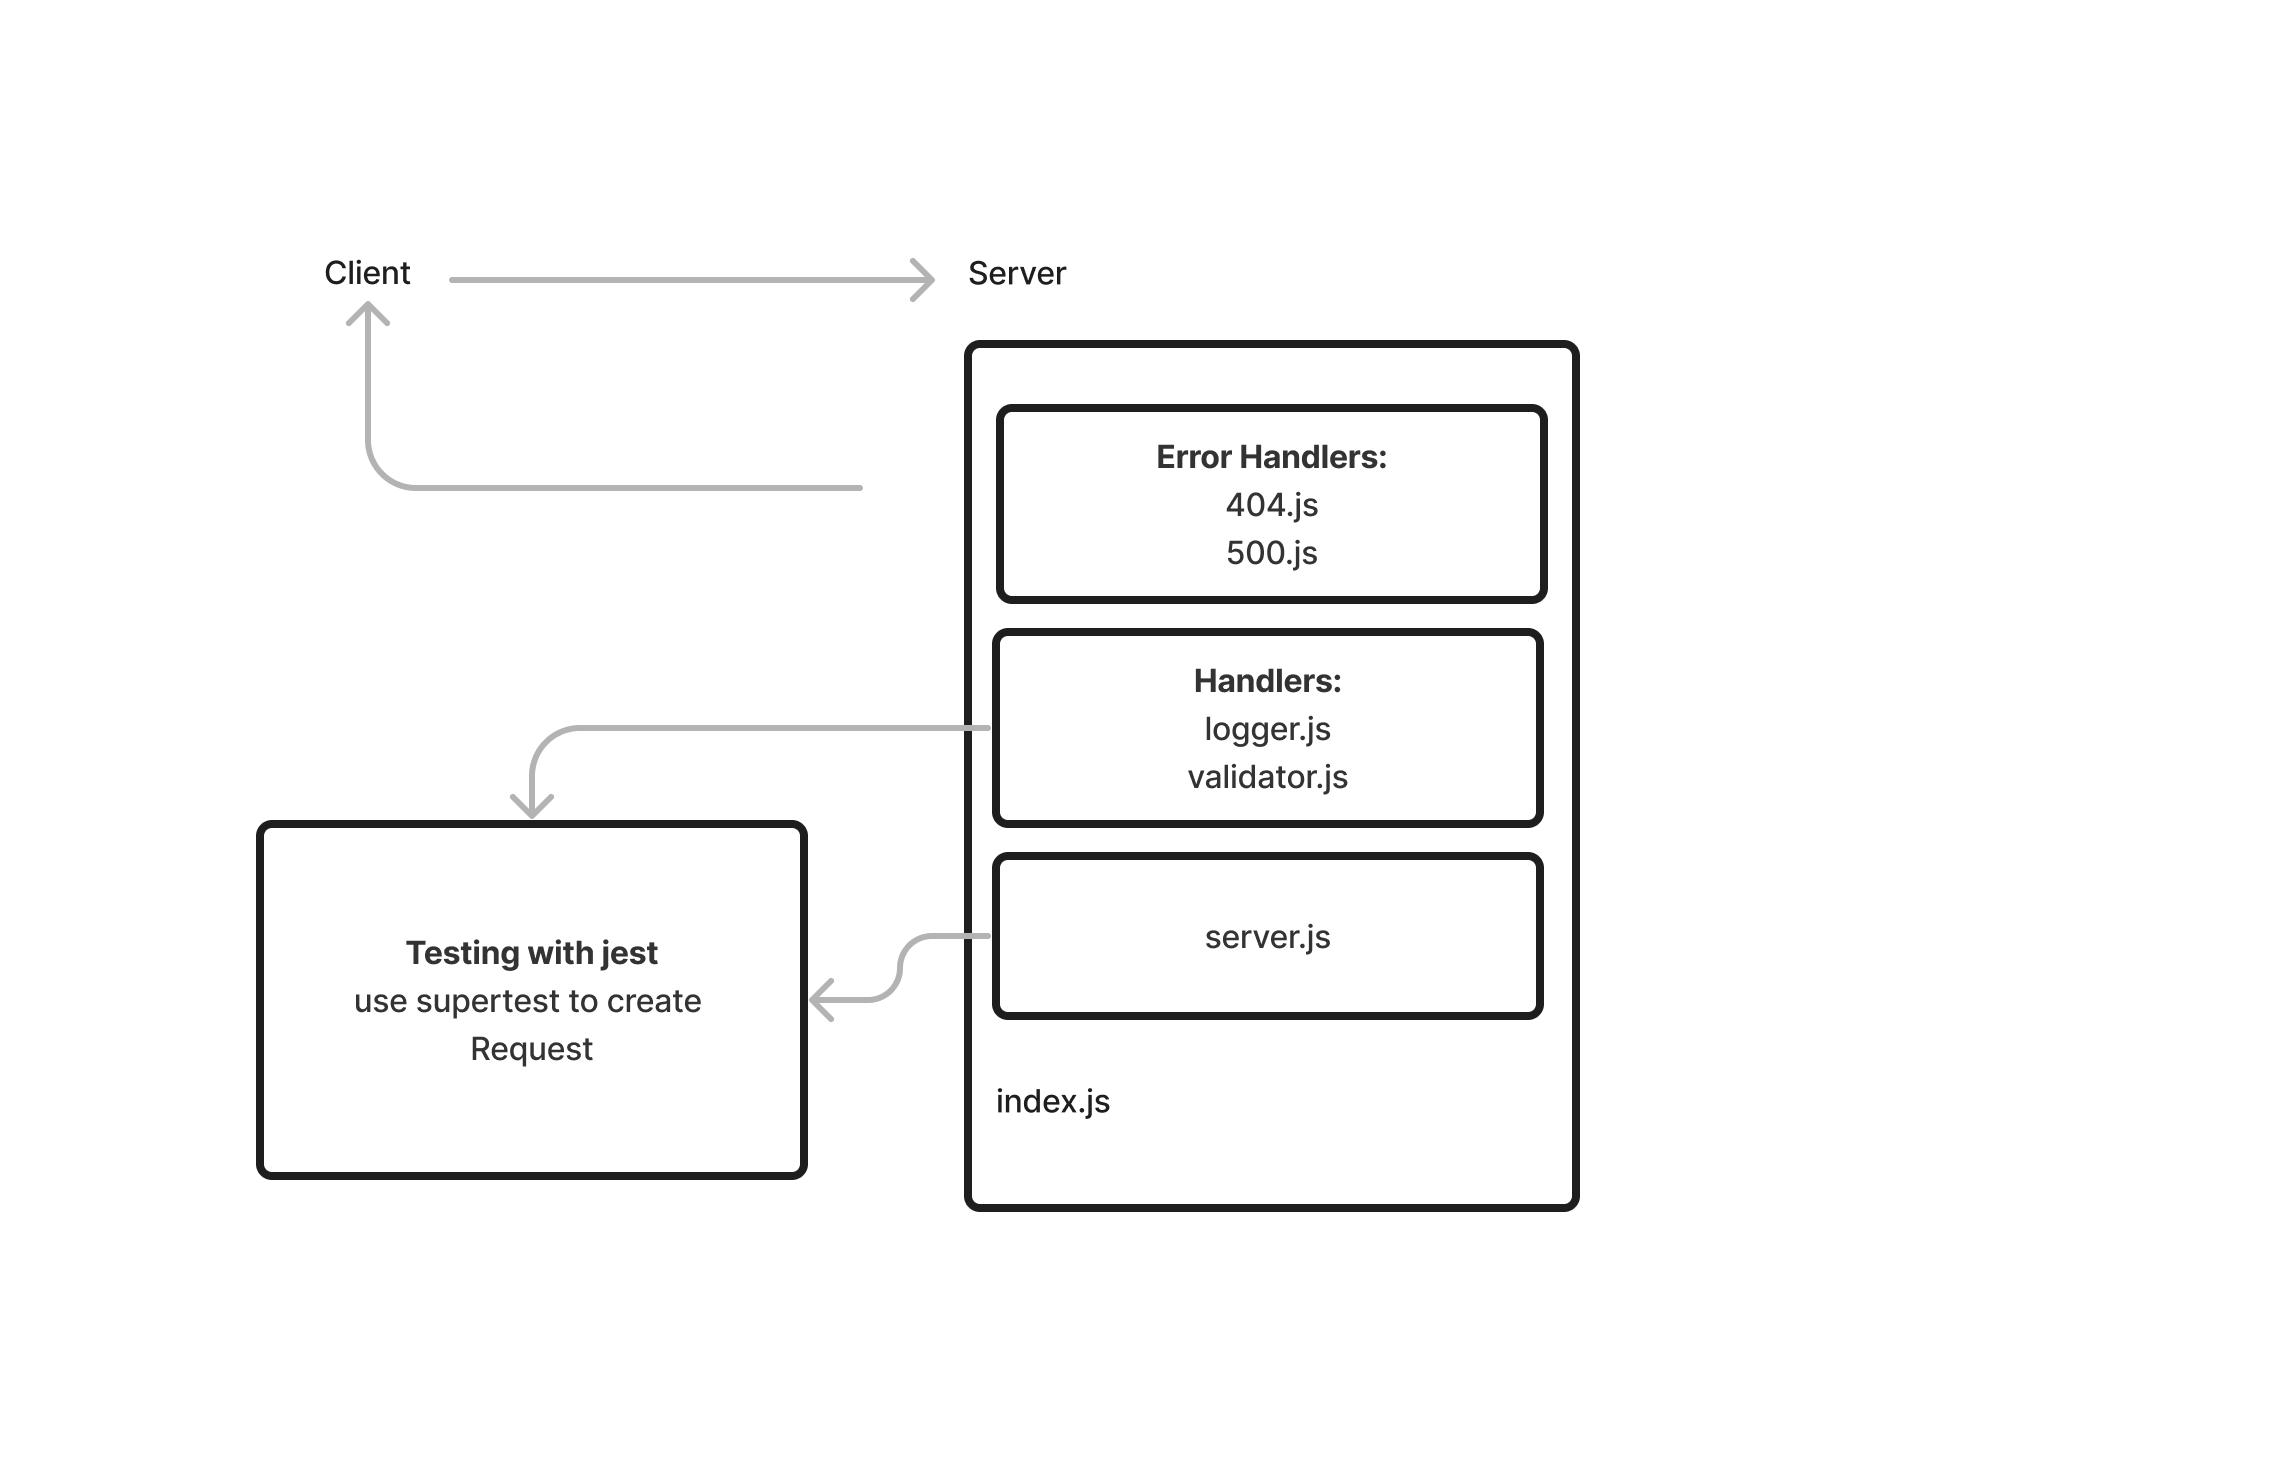 Client
Server
Error Handlers:
404.js
500.js
Handlers:
logger.js
validator.js
server.js
index.js
Testing with jest
use supertest to create
Request